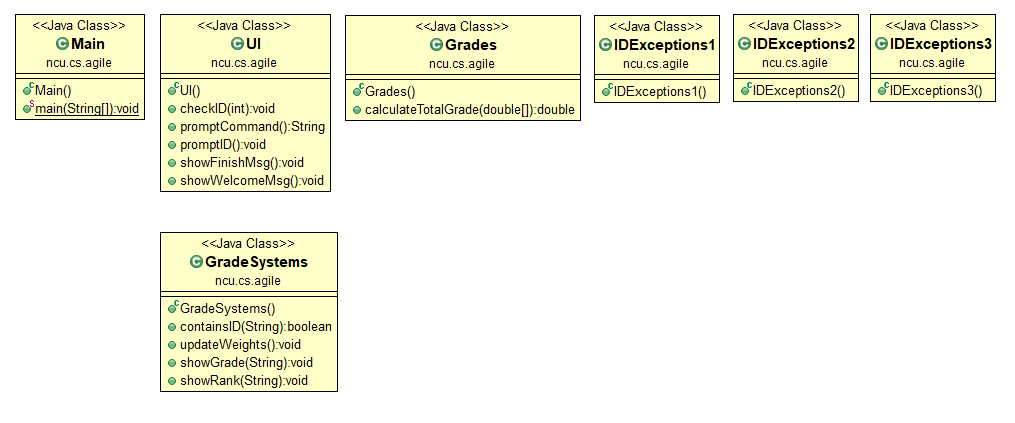 <<Java Class>>
Main
ncu.cs.agile
Main()
main(String[]):void
<<Java Class>>
UI
ncu.cs.agile
UI()
checkID(int):void
promptCommand():String
promptID():void
showFinishMsg():void
showWelcomeMsg():void
<<Java Class>>
Grades
ncu.cs.agile
Grades()
calculateTotalGrade(double[]):double
<<Java Class>>
IDExceptions1
ncu.cs.agile
IDExceptions1()
<<Java Class>>
IDExceptions2
ncu.cs.agile
IDExceptions2()
<<Java Class>>
IDExceptions3
ncu.cs.agile
IDExceptions3()
<<Java Class>>
GradeSystems
ncu.cs.agile
GradeSystems()
containsID(String):boolean
updateWeights():void
showGrade(String):void
showRank(String):void